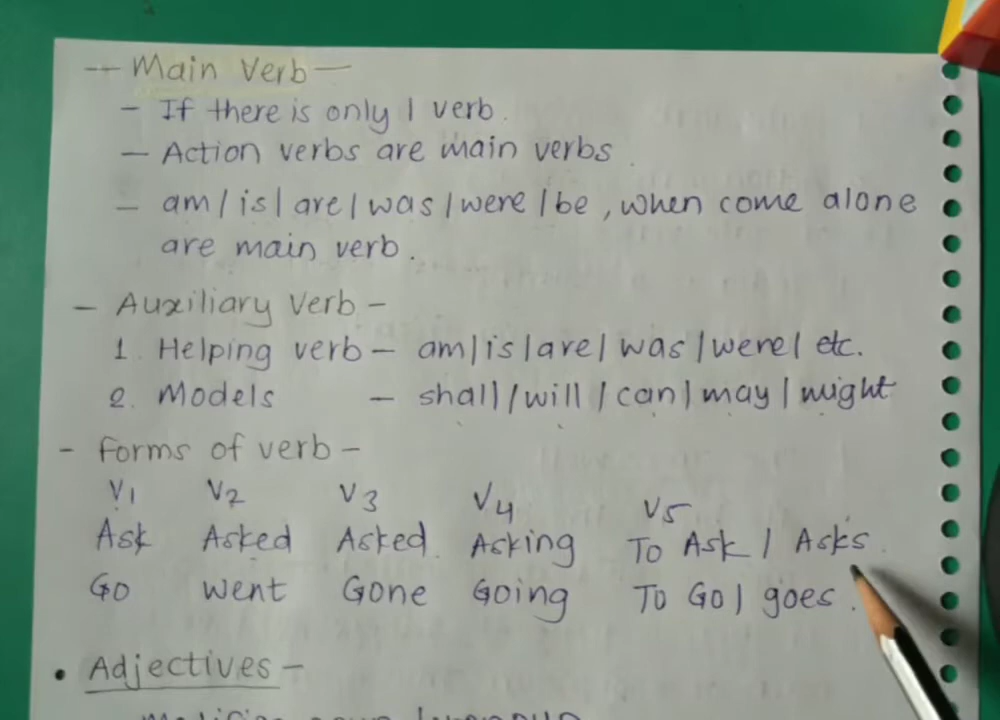 — Main Verb —
- If there is only 1 verb.
— Action verbs are main verbs.
— am/is/are/was/were/be, when come alone
are main verb.
- Auxiliary Verb -
1. Helping verb — am/is/are/was/were/etc.
2. Models — shall/will/can/may/might
- Forms of verb -
V1 V2 V3 V4 V5
Ask Asked Asked. Asking To Ask / Asks.
Go Went Gone Going To Go / goes.
• Adjectives -